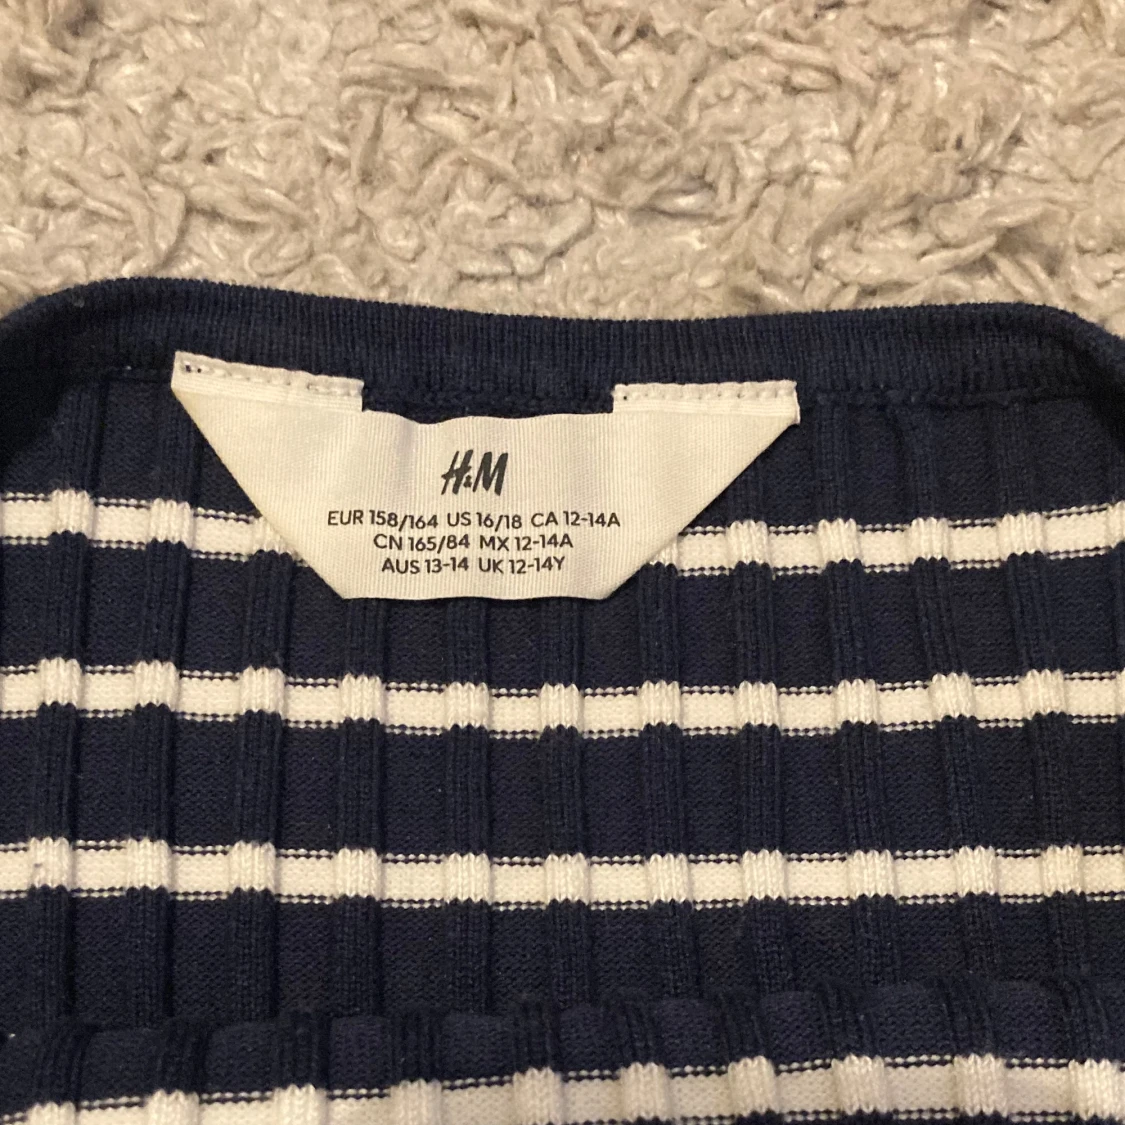 H&M
EUR 158/164 US 16/18 CA 12-14A
CN 165/84 MX 12-14A
AUS 13-14 UK 12-14Y